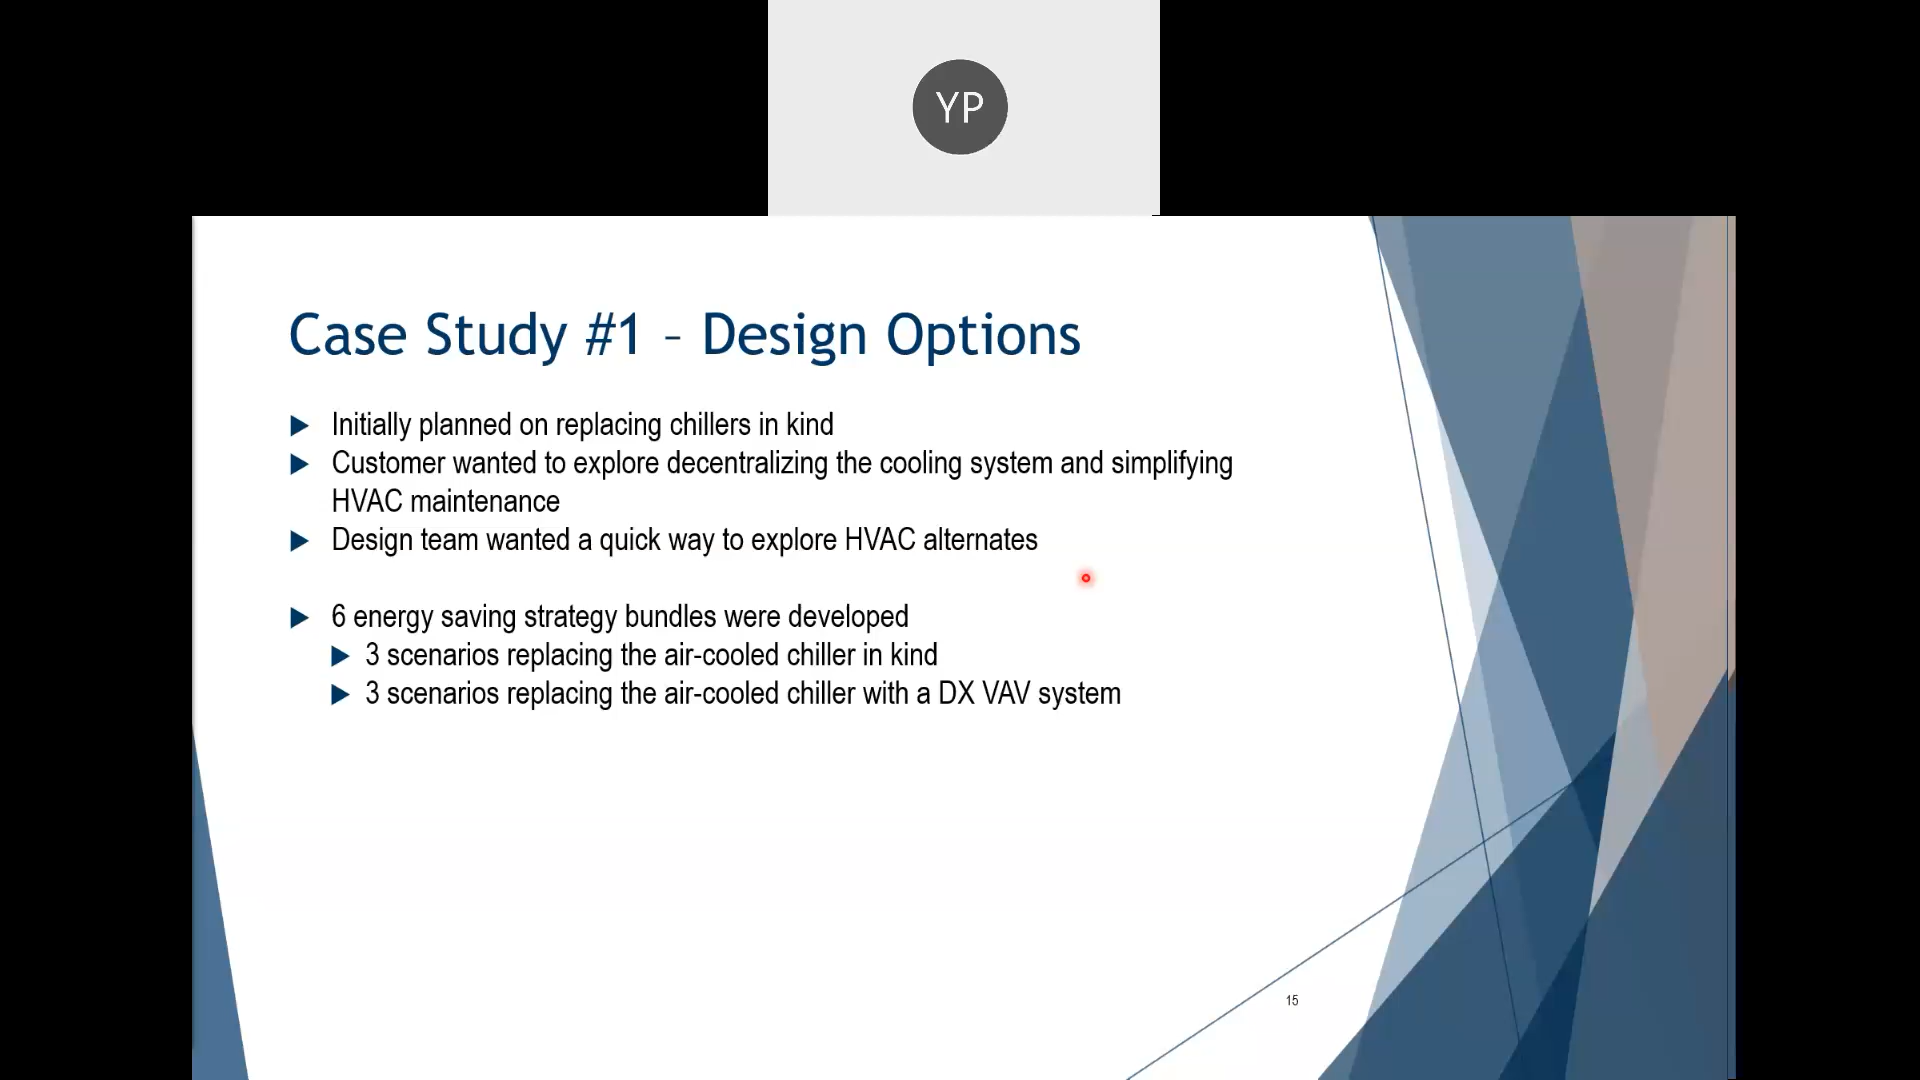 YP
Case Study #1 – Design Options
Initially planned on replacing chillers in kind
Customer wanted to explore decentralizing the cooling system and simplifying
HVAC maintenance
Design team wanted a quick way to explore HVAC alternates
6 energy saving strategy bundles were developed
3 scenarios replacing the air-cooled chiller in kind
3 scenarios replacing the air-cooled chiller with a DX VAV system
15